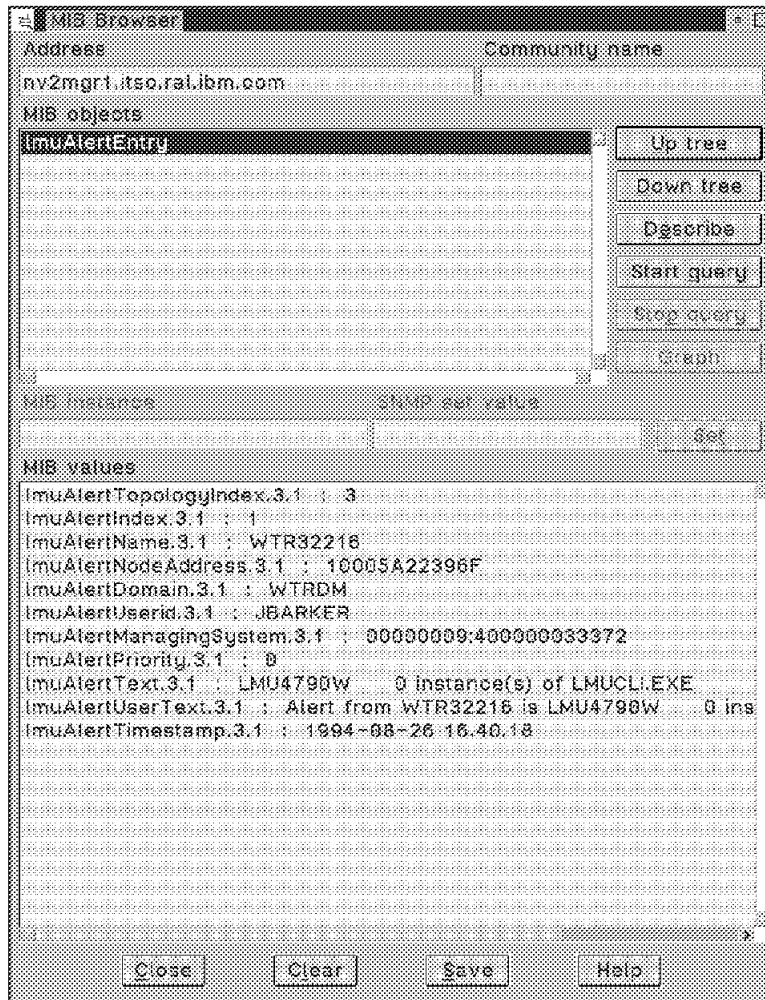 MIB Browser
Address Community name
nv2mgr1.itso.ral.ibm.com
MIB objects
lmuAlertEntry
Up tree
Down tree
Describe
Start query
Stop query
Graph
MIB Instance SNMP set value
Set
MIB values
lmuAlertTopologyIndex.3.1 : 3
lmuAlertIndex.3.1 : 1
lmuAlertName.3.1 : WTR32216
lmuAlertNodeAddress.3.1 : 10005A22396F
lmuAlertDomain.3.1 : WTRDM
lmuAlertUserid.3.1 : JBARKER
lmuAlertManagingSystem.3.1 : 00000009:400000033372
lmuAlertPriority.3.1 : 0
lmuAlertText.3.1 : LMU4790W 0 instance(s) of LMUCLI.EXE
lmuAlertUserText.3.1 : Alert from WTR32216 is LMU4790W 0 ins
lmuAlertTimestamp.3.1 : 1994-08-26 16.40.18
Close Clear Save Help